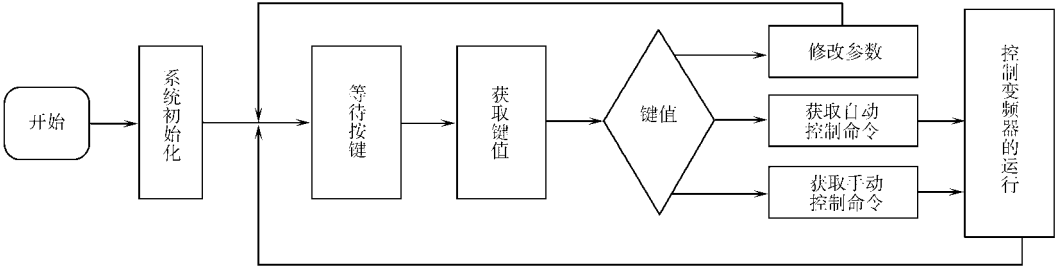 开始
系统初始化
等待按键
获取键值
键值
修改参数
获取自动
控制命令
获取手动
控制命令
控制变频器的运行